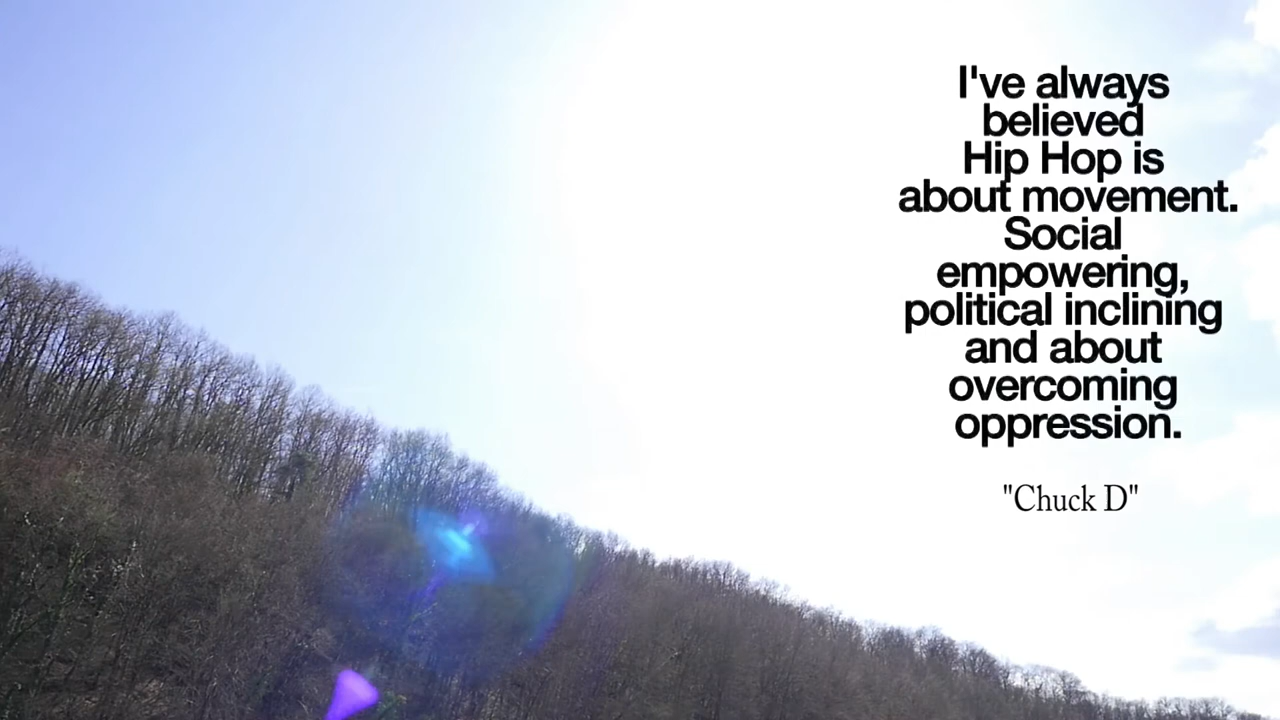 I've always
believed
Hip Hop is
about movement.
Social
empowering,
political inclining
and about
overcoming
oppression.
"Chuck D"